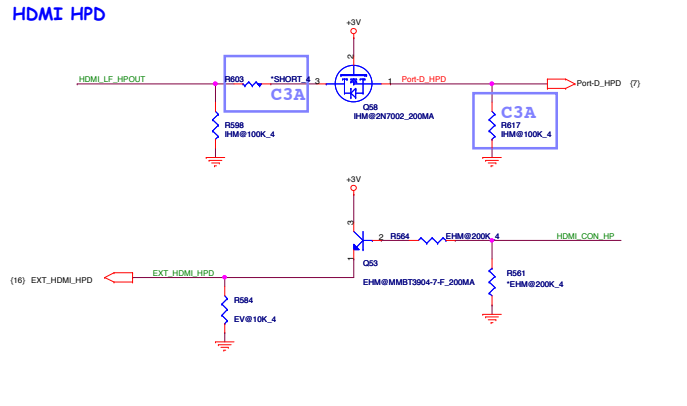 HDMI HPD
+3V
2
HDMI_LF_HPOUT
R603
*SHORT_4
3
1
Port-D_HPD
Port-D_HPD {7}
C3A
Q58
IHM@2N7002_200MA
C3A
R598
IHM@100K_4
R617
IHM@100K_4
+3V
3
2
R564
EHM@200K_4
HDMI_CON_HP
1
Q53
EHM@MMBT3904-7-F_200MA
R561
*EHM@200K_4
{16} EXT_HDMI_HPD
EXT_HDMI_HPD
R584
EV@10K_4